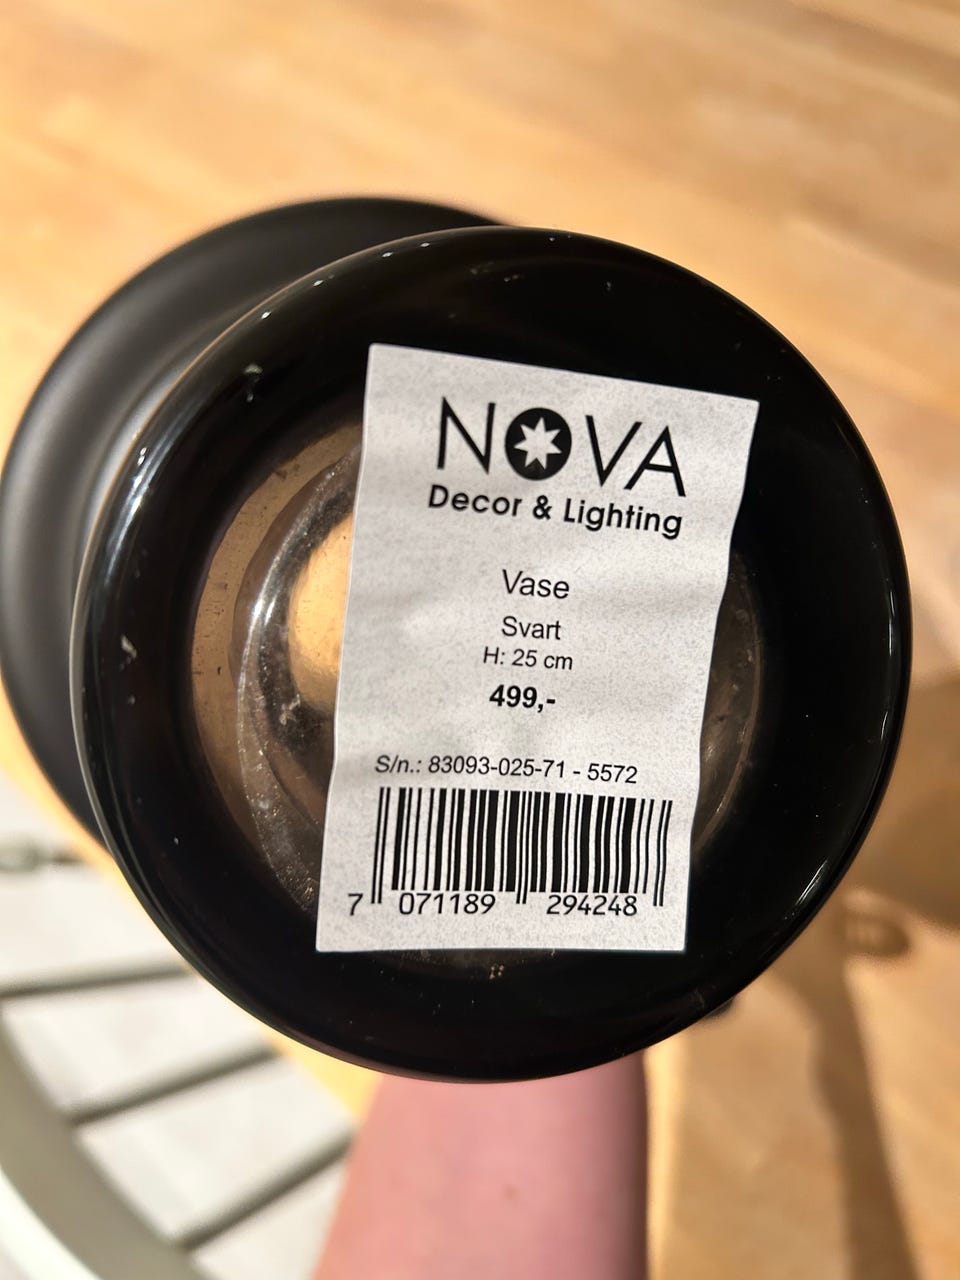 NOVA
Decor & Lighting
Vase
Svart
H: 25 cm
499,-
S/n.: 83093-025-71 - 5572
7 071189 294248